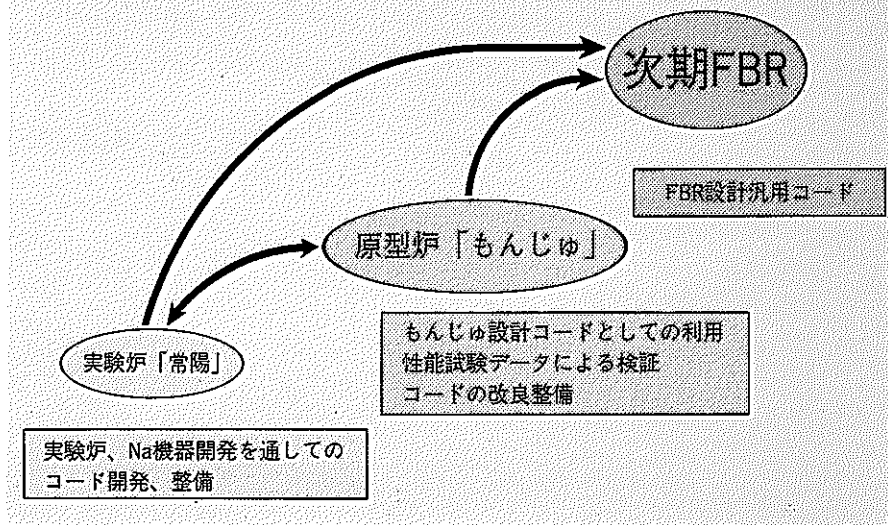 次期FBR
FBR設計汎用コード
原型炉「もんじゅ」
もんじゅ設計コードとしての利用
性能試験データによる検証
コードの改良整備
実験炉「常陽」
実験炉、Na機器開発を通しての
コード開発、整備